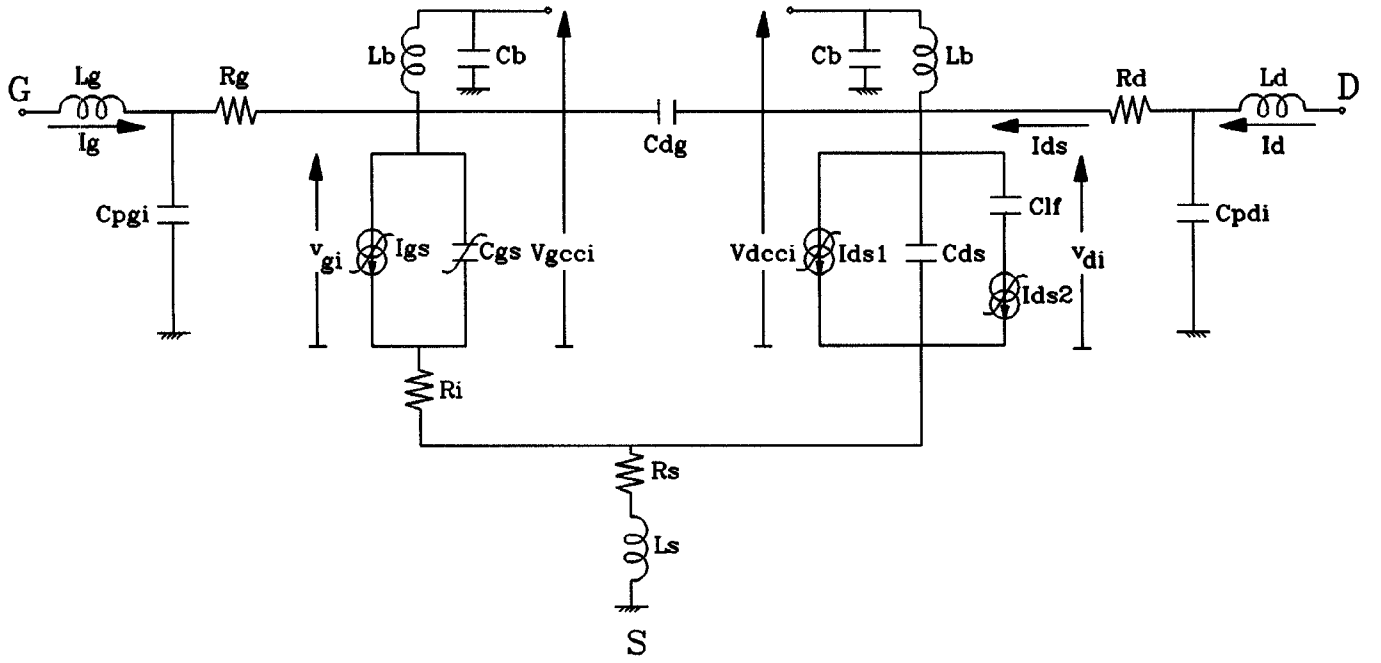 Lb
Cb
Cb
Lb
G
Lg
Rg
Rd
Ld
D
Ig
Cdg
Ids
Id
Cpgi
vgi
Igs
Cgs
Vgcci
Vdcci
Ids1
Cds
Clf
Ids2
vdi
Cpdi
Ri
Rs
Ls
S